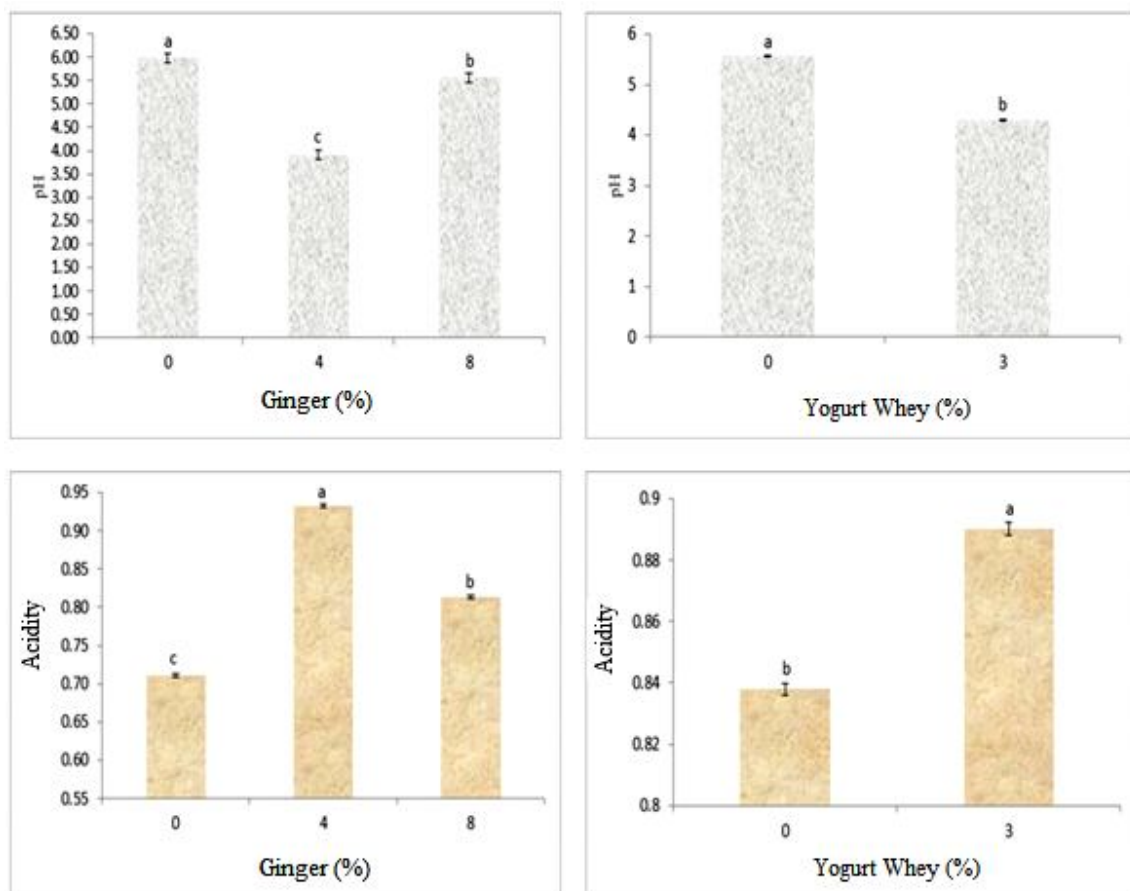 6.50
6.00
5.50
5.00
4.50
4.00
3.50
3.00
2.50
2.00
1.50
1.00
0.50
0.00
pH
a
c
b
0 4 8
Ginger (%)
6
5
4
3
2
1
0
pH
a
b
0 3
Yogurt Whey (%)
0.95
0.90
0.85
0.80
0.75
0.70
0.65
0.60
0.55
Acidity
c
a
b
0 4 8
Ginger (%)
0.9
0.88
0.86
0.84
0.82
0.8
Acidity
b
a
0 3
Yogurt Whey (%)